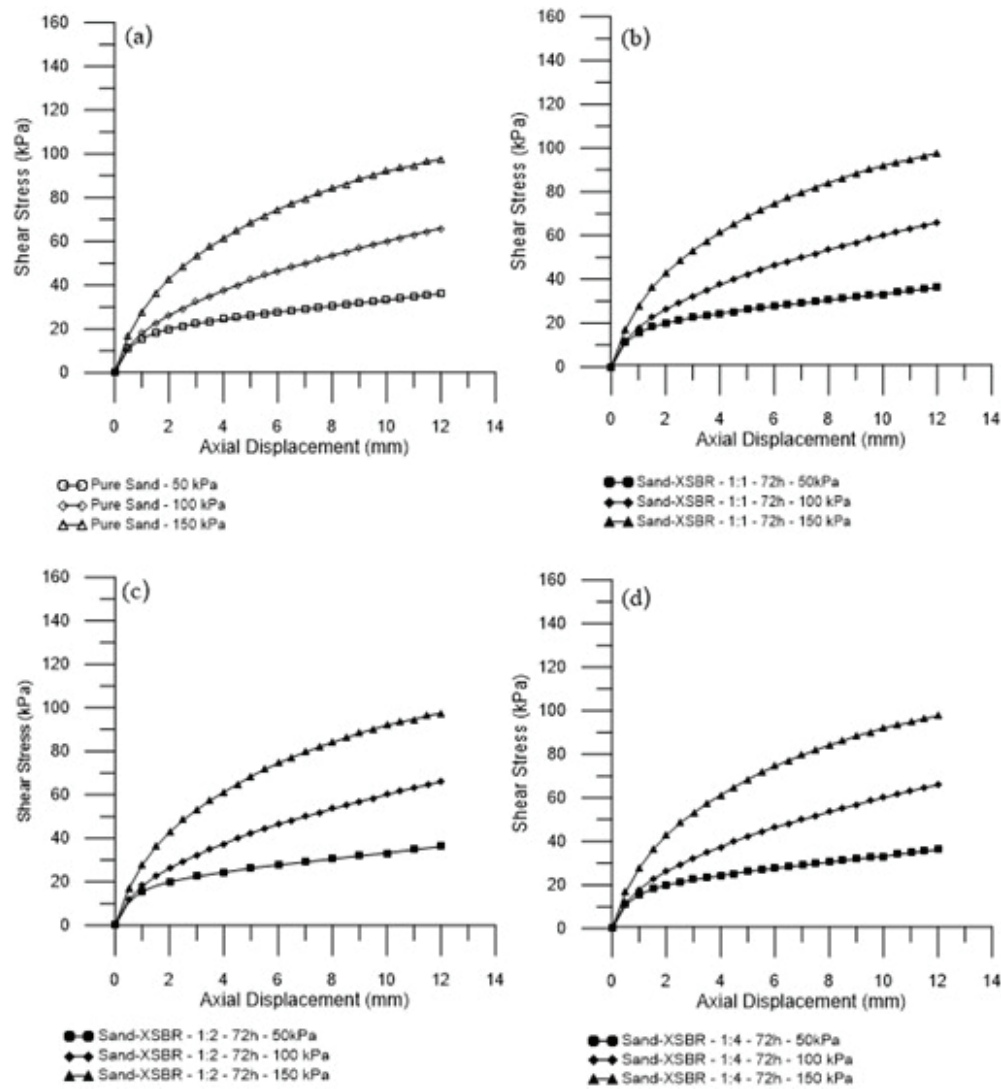 (a)
160
140
120
100
80
60
40
20
0
Shear Stress (kPa)
0 2 4 6 8 10 12 14
Axial Displacement (mm)
Pure Sand - 50 kPa
Pure Sand - 100 kPa
Pure Sand - 150 kPa
(b)
160
140
120
100
80
60
40
20
0
Shear Stress (kPa)
0 2 4 6 8 10 12 14
Axial Displacement (mm)
Sand-XSBR - 1:1 - 72h - 50kPa
Sand-XSBR - 1:1 - 72h - 100 kPa
Sand-XSBR - 1:1 - 72h - 150 kPa
(c)
160
140
120
100
80
60
40
20
0
Shear Stress (kPa)
0 2 4 6 8 10 12 14
Axial Displacement (mm)
Sand-XSBR - 1:2 - 72h - 50kPa
Sand-XSBR - 1:2 - 72h - 100 kPa
Sand-XSBR - 1:2 - 72h - 150 kPa
(d)
160
140
120
100
80
60
40
20
0
Shear Stress (kPa)
0 2 4 6 8 10 12 14
Axial Displacement (mm)
Sand-XSBR - 1:4 - 72h - 50kPa
Sand-XSBR - 1:4 - 72h - 100 kPa
Sand-XSBR - 1:4 - 72h - 150 kPa